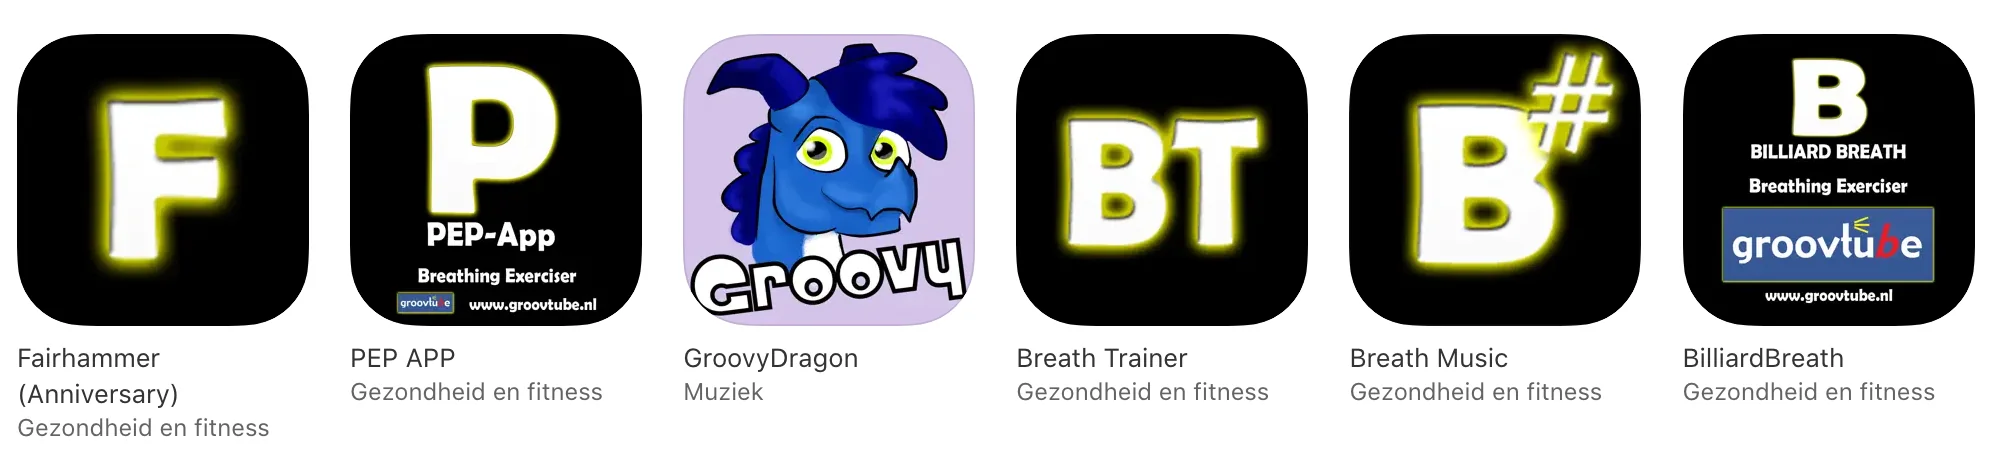 F
P
PEP-App
Breathing Exerciser
groovtube www.groovtube.nl
Groovy
BT
B#
B
BILLIARD BREATH
Breathing Exerciser
groovtube
www.groovtube.nl
Fairhammer
(Anniversary)
Gezondheid en fitness
PEP APP
Gezondheid en fitness
GroovyDragon
Muziek
Breath Trainer
Gezondheid en fitness
Breath Music
Gezondheid en fitness
BilliardBreath
Gezondheid en fitness